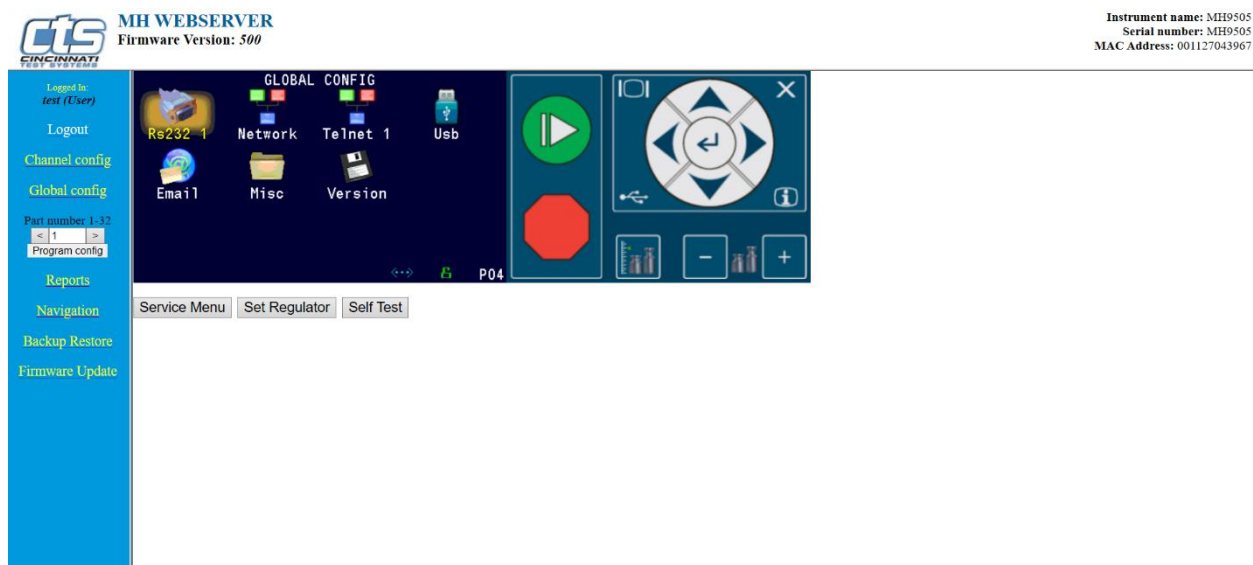 cts
CINCINNATI
TEST SYSTEMS
MH WEBSERVER
Firmware Version: 500
Instrument name: MH9505
Serial number: MH9505
MAC Address: 001127043967
Logged In:
test (User)
Logout
Channel config
Global config
Part number 1-32
< 1 >
Program config
Reports
Navigation
Backup Restore
Firmware Update
GLOBAL CONFIG
Rs232 1 Network Telnet 1 Usb
Email Misc Version
P04
Service Menu Set Regulator Self Test